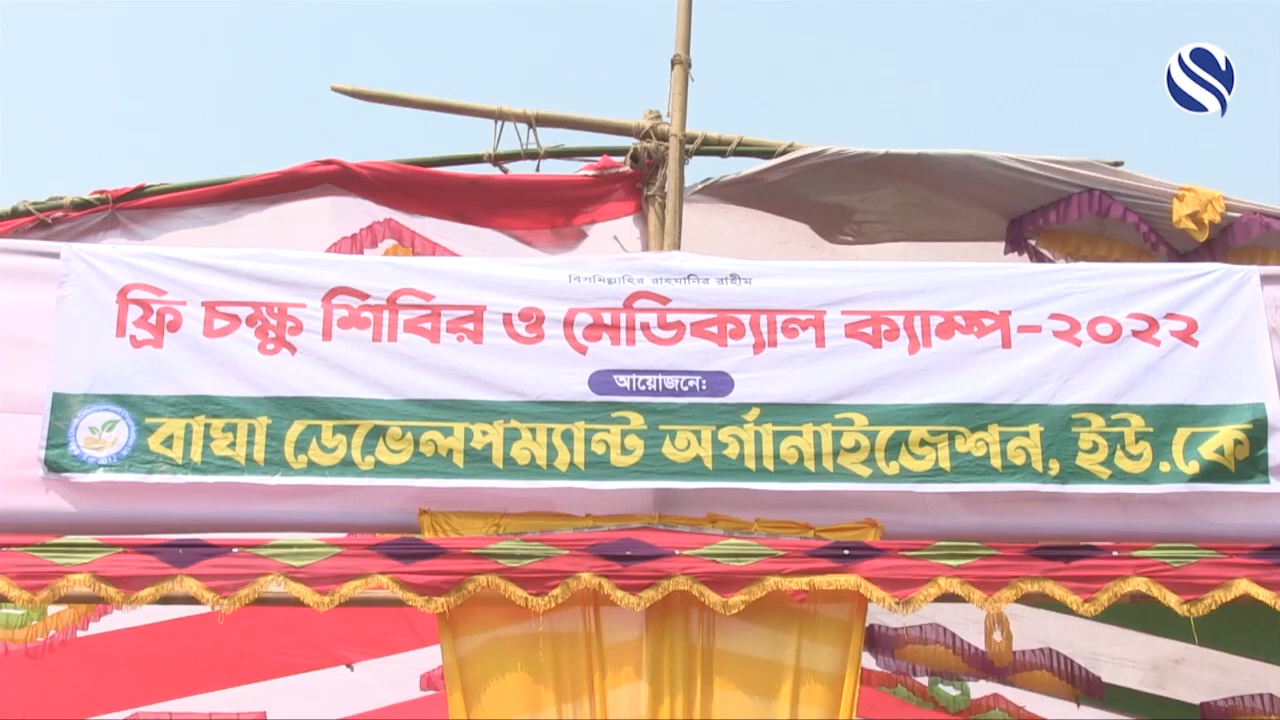 বিসমিল্লাহির রাহমানির রাহীম
ফ্রি চক্ষু শিবির ও মেডিক্যাল ক্যাম্প-২০২২
আয়োজনে:
বাঘা ডেভেলপম্যান্ট অর্গানাইজেশন, ইউ.কে